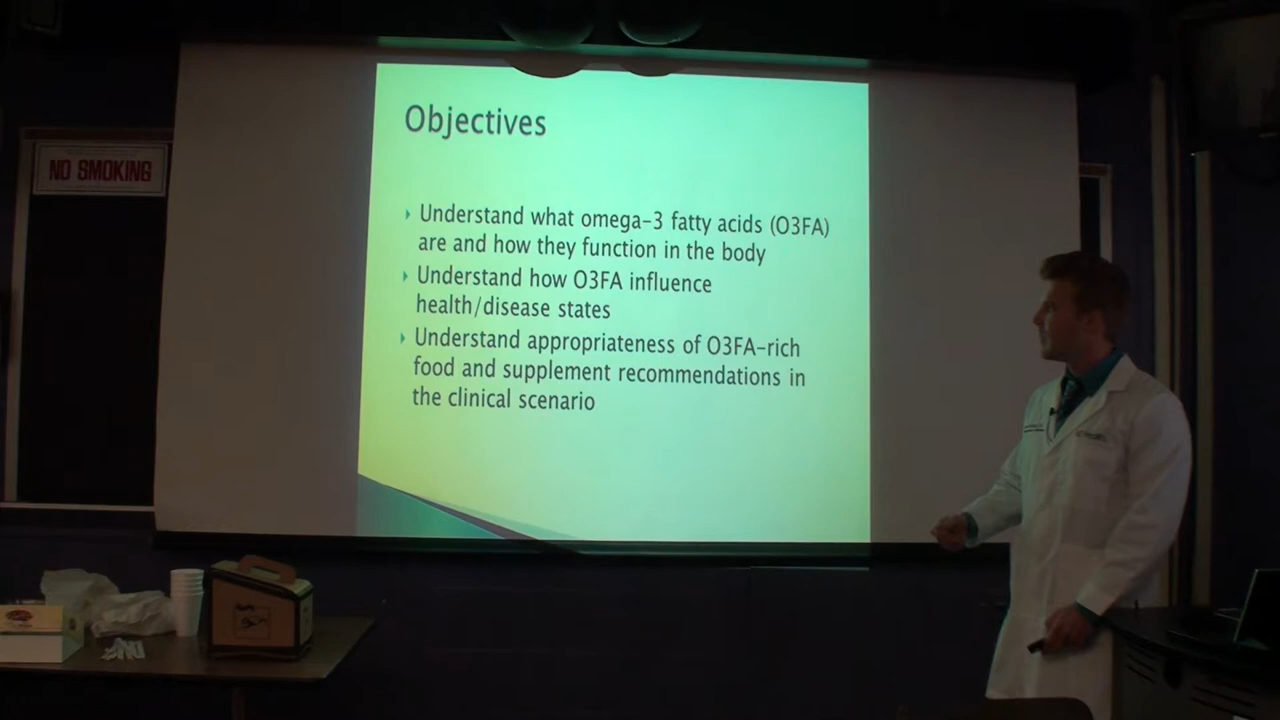 Objectives
NO SMOKING
Understand what omega-3 fatty acids (O3FA)
are and how they function in the body
Understand how O3FA influence
health/disease states
Understand appropriateness of O3FA-rich
food and supplement recommendations in
the clinical scenario